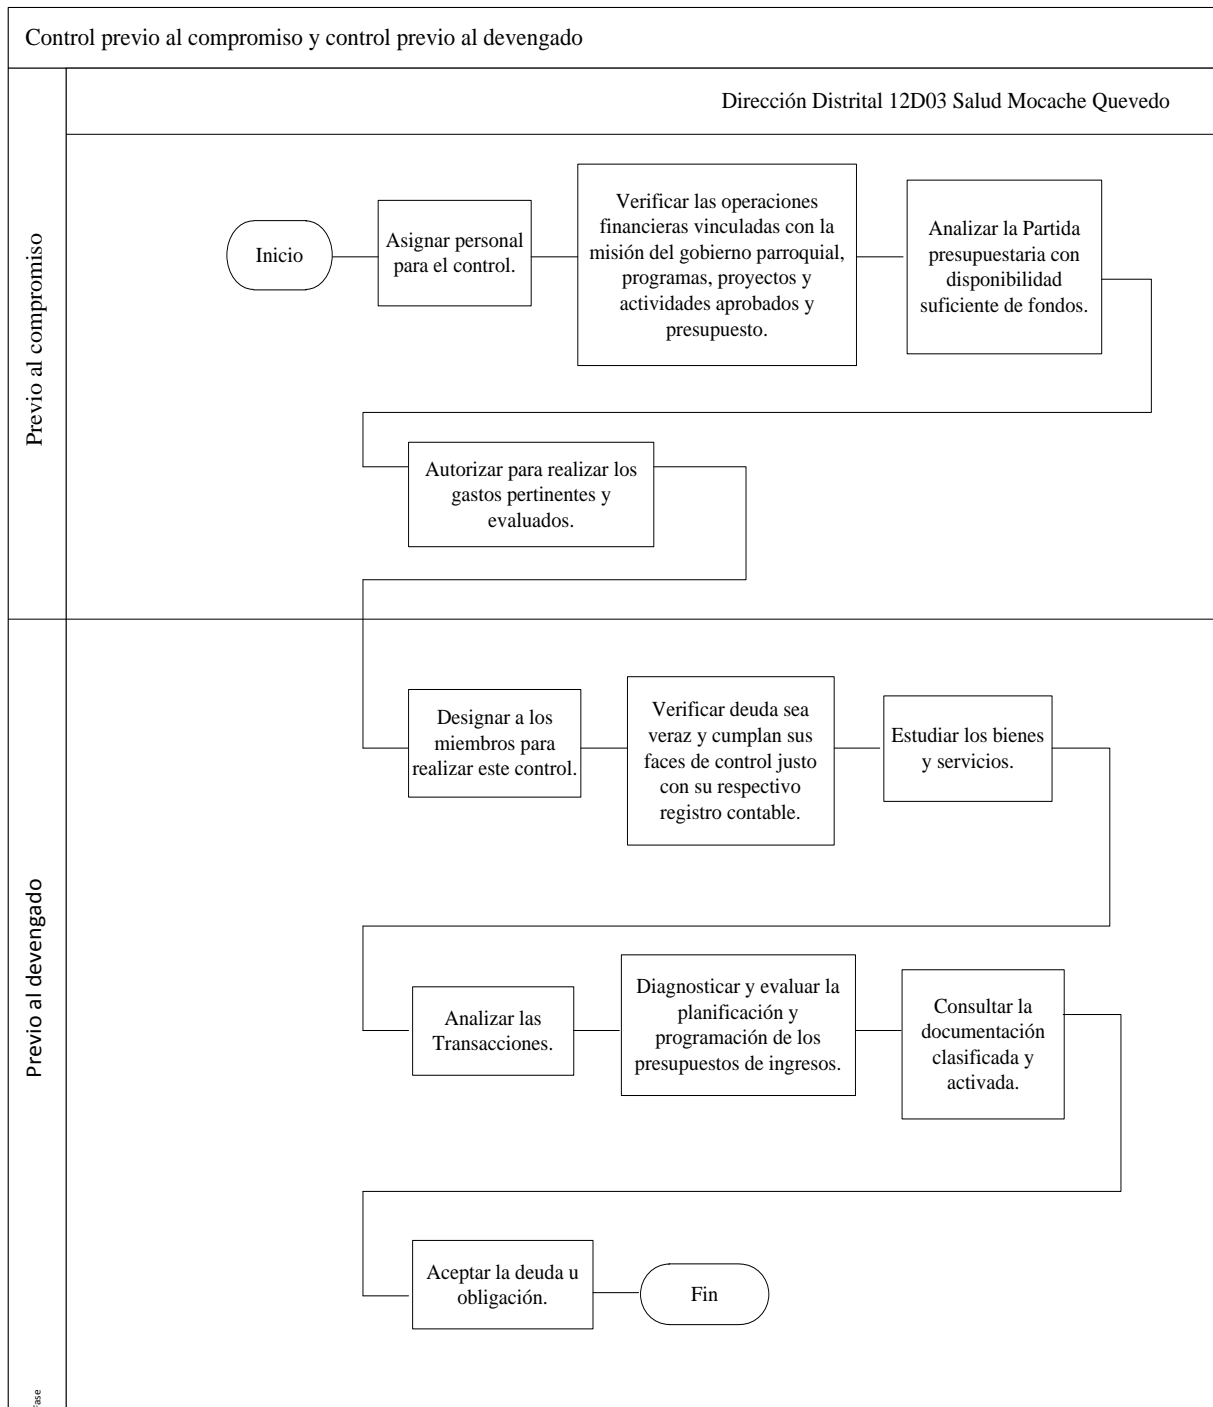 Control previo al compromiso y control previo al devengado
Dirección Distrital 12D03 Salud Mocache Quevedo
Previo al compromiso
Inicio
Asignar personal
para el control.
Verificar las operaciones
financieras vinculadas con la
misión del gobierno parroquial,
programas, proyectos y
actividades aprobados y
presupuesto.
Analizar la Partida
presupuestaria con
disponibilidad
suficiente de fondos.
Autorizar para realizar los
gastos pertinentes y
evaluados.
Previo al devengado
Designar a los
miembros para
realizar este control.
Verificar deuda sea
veraz y cumplan sus
faces de control justo
con su respectivo
registro contable.
Estudiar los bienes
y servicios.
Analizar las
Transacciones.
Diagnosticar y evaluar la
planificación y
programación de los
presupuestos de ingresos.
Consultar la
documentación
clasificada y
activada.
Aceptar la deuda u
obligación.
Fin